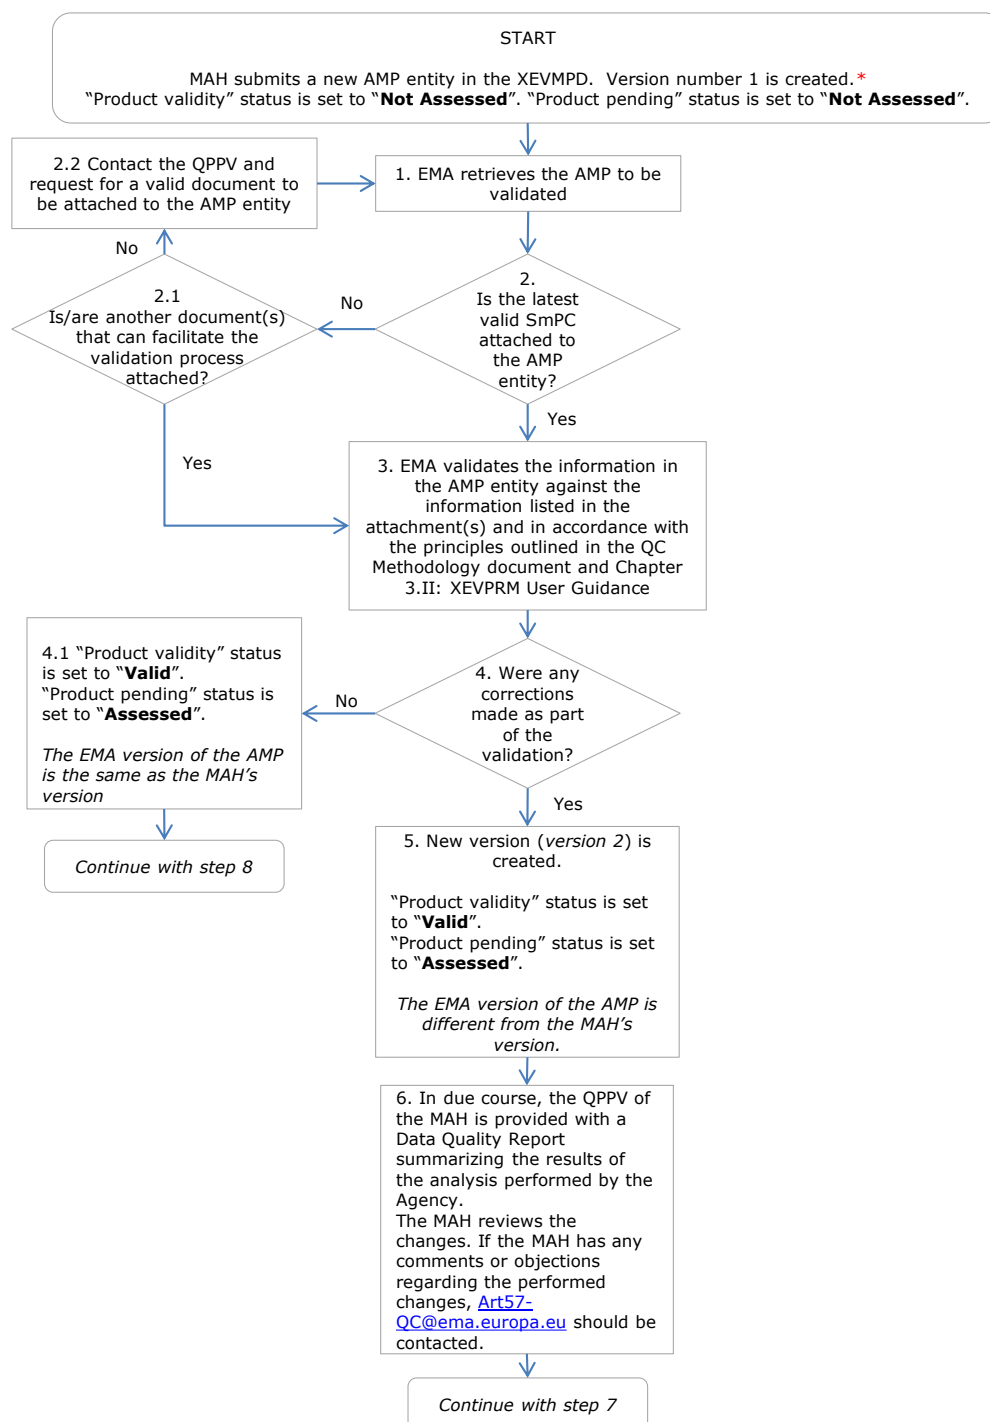 START
MAH submits a new AMP entity in the XEVMPD.  Version number 1 is created.*
“Product validity” status is set to “Not Assessed”. “Product pending” status is set to “Not Assessed”.
2.2 Contact the QPPV and
request for a valid document to
be attached to the AMP entity
1. EMA retrieves the AMP to be
validated
No
2.1
Is/are another document(s)
that can facilitate the
validation process
attached?
No
2.
Is the latest
valid SmPC
attached to
the AMP
entity?
Yes
Yes
3. EMA validates the information in
the AMP entity against the
information listed in the
attachment(s) and in accordance with
the principles outlined in the QC
Methodology document and Chapter
3.II: XEVPRM User Guidance
4.1 “Product validity” status
is set to “Valid”.
“Product pending” status is
set to “Assessed”.
The EMA version of the AMP
is the same as the MAH’s
version
No
4. Were any
corrections
made as part
of the
validation?
Yes
Continue with step 8
5. New version (version 2) is
created.
“Product validity” status is set
to “Valid”.
“Product pending” status is set
to “Assessed”.
The EMA version of the AMP is
different from the MAH’s
version.
6. In due course, the QPPV of
the MAH is provided with a
Data Quality Report
summarizing the results of
the analysis performed by the
Agency.
The MAH reviews the
changes. If the MAH has any
comments or objections
regarding the performed
changes, Art57-
QC@ema.europa.eu should be
contacted.
Continue with step 7